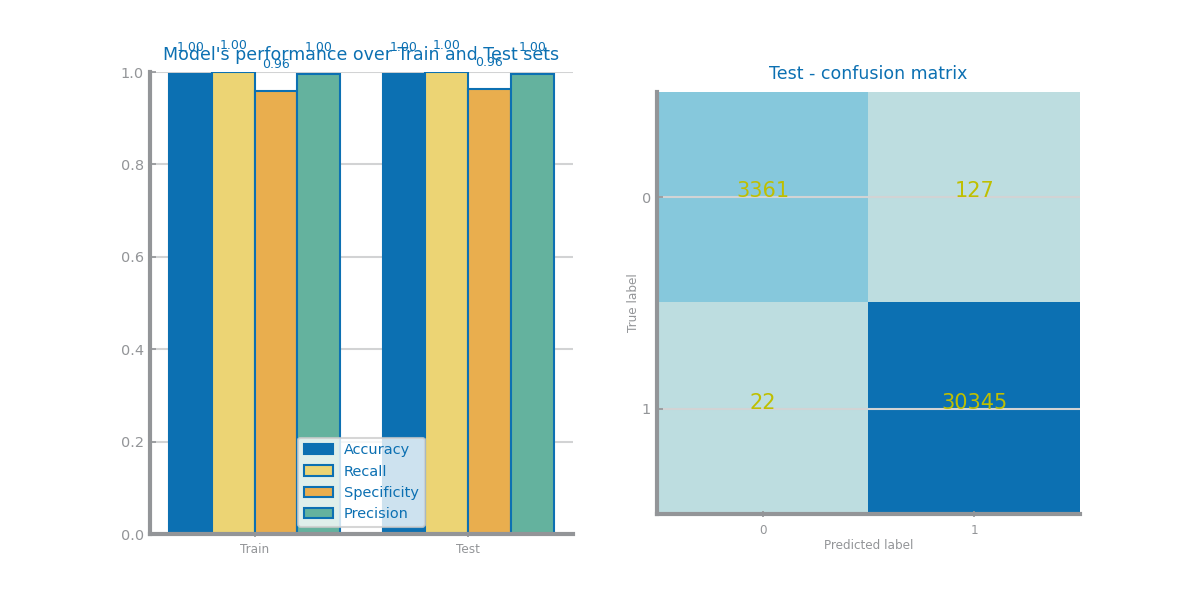 Model's performance over Train and Test sets
1.00 1.00 0.96 1.00 1.00 1.00 0.96 1.00
1.0
0.8
0.6
0.4
0.2
0.0
Accuracy
Recall
Specificity
Precision
Train Test
Test - confusion matrix
True label
0
1
3361 127
22 30345
0 1
Predicted label